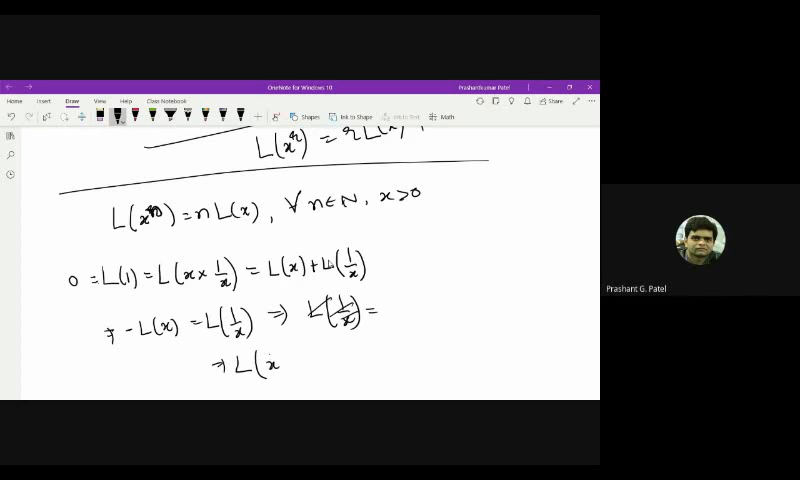 OneNote for Windows 10
Prashantkumar Patel
Home Insert Draw View Help Class Notebook
Share
Shapes Ink to Shape Ink to Text Math
L(x^r) = r L(x)
L(x^n) = n L(x), ∀ n ∈ N, x > 0
0 = L(1) = L(x × 1/x) = L(x) + L(1/x)
⇒ - L(x) = L(1/x) ⇒ L(1/x) =
⇒ L(x
Prashant G. Patel